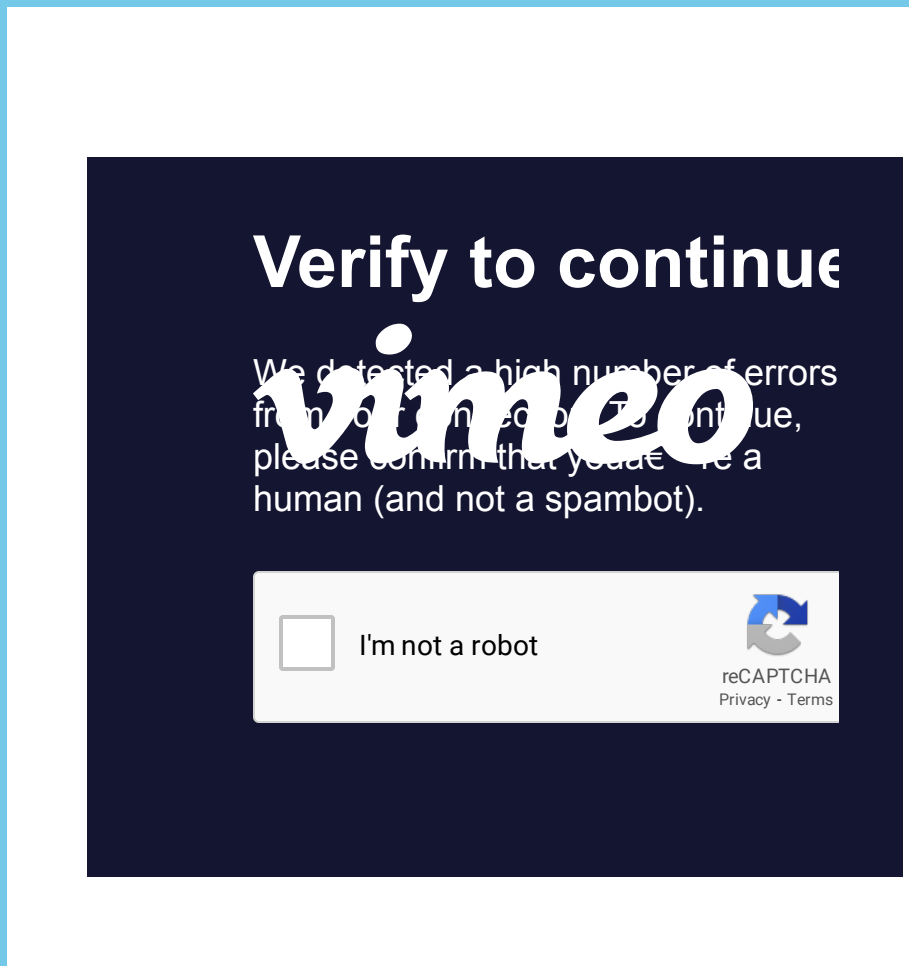 Verify to continue
vimeo
We detected a high number of errors
from your connection. To continue,
please confirm that youâ€™re a
human (and not a spambot).
I'm not a robot
reCAPTCHA
Privacy - Terms